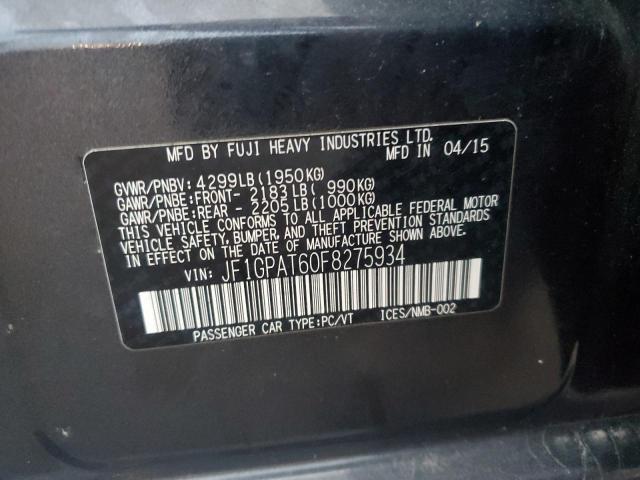 MFD BY FUJI HEAVY INDUSTRIES LTD.
MFD IN 04/15
GVWR/PNBV: 4299LB(1950KG)
GAWR/PNBE:FRONT- 2183LB( 990KG)
GAWR/PNBE:REAR - 2205LB(1000KG)
THIS VEHICLE CONFORMS TO ALL APPLICABLE FEDERAL MOTOR
VEHICLE SAFETY, BUMPER, AND THEFT PREVENTION STANDARDS
IN EFFECT ON THE DATE OF MANUFACTURE SHOWN ABOVE.
VIN: JF1GPAT60F8275934
PASSENGER CAR TYPE:PC/VT ICES/NMB-002